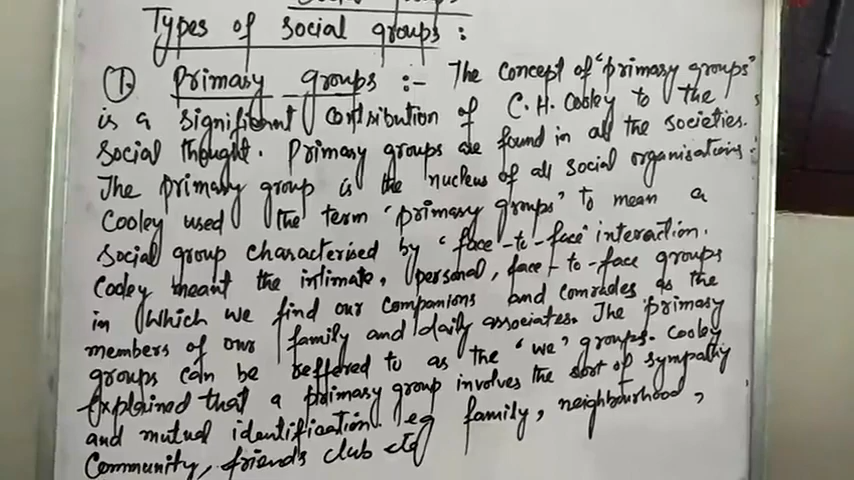 Types of social groups :
① Primary groups :- The concept of "primary groups"
is a significant contribution of C.H. Cooley to the
social thought. Primary groups are found in all the societies.
The primary group is the nucleus of all social organisations.
Cooley used the term 'primary groups' to mean a
social group characterised by "face-to-face" interaction.
Cooley meant the intimate, personal, face-to-face groups
in which we find our companions and comrades as the
members of our family and daily associates. The primary
groups can be reffered to as the 'we' groups. Cooley
explained that a primary group involves the sort of sympathy
and mutual identification eg family, neighbourhood,
Community, friends club etc